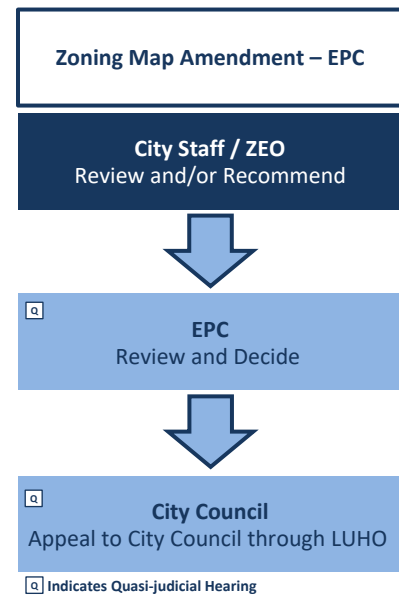 Zoning Map Amendment – EPC
City Staff / ZEO
Review and/or Recommend
Q
EPC
Review and Decide
Q
City Council
Appeal to City Council through LUHO
Q Indicates Quasi-judicial Hearing